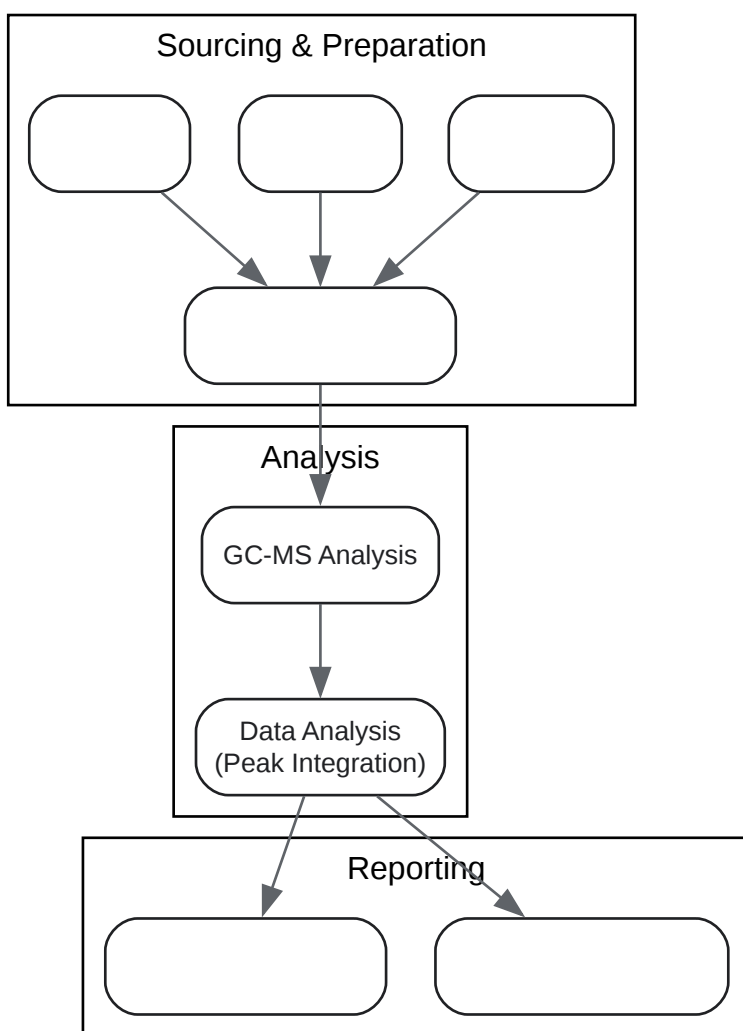 Sourcing & Preparation
Analysis
GC-MS Analysis
Data Analysis
(Peak Integration)
Reporting